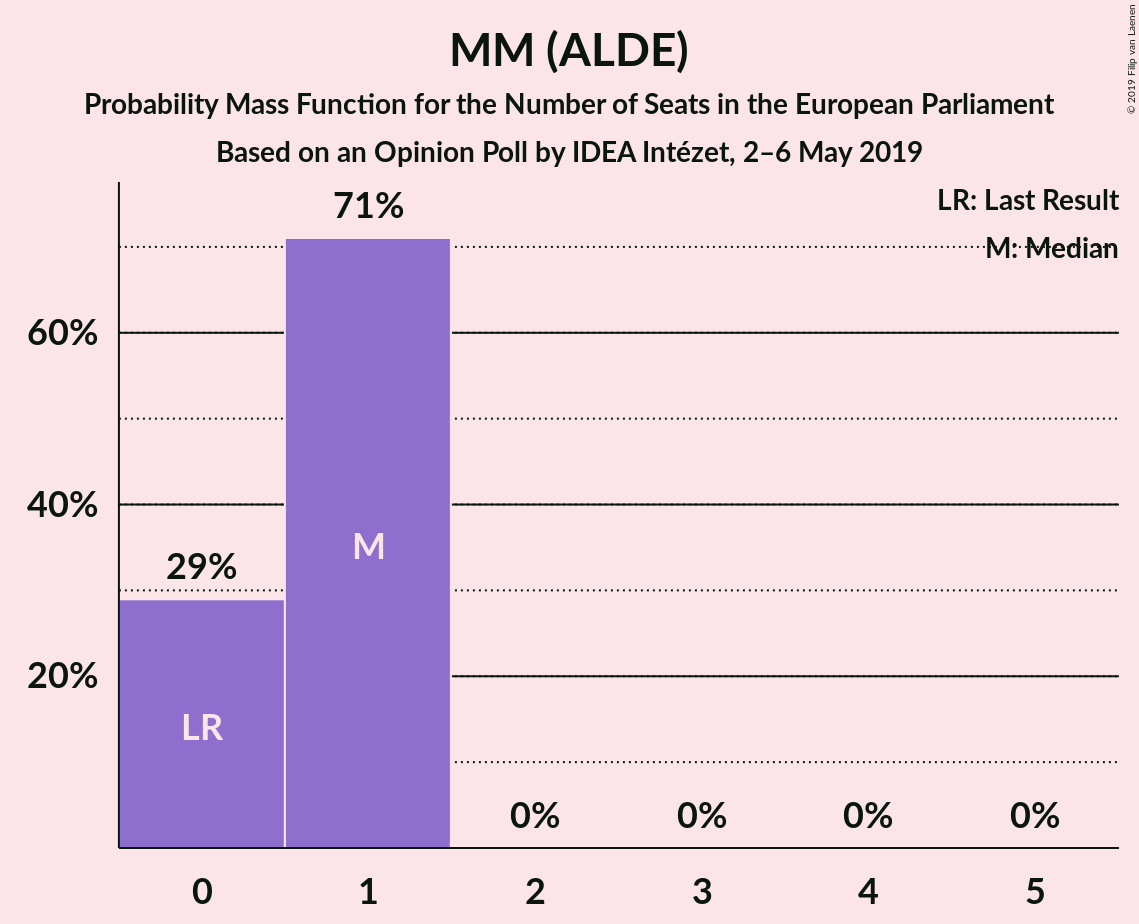 MM (ALDE)
Probability Mass Function for the Number of Seats in the European Parliament
Based on an Opinion Poll by IDEA Intézet, 2–6 May 2019
© 2019 Filip van Laenen
LR: Last Result
M: Median
71%
60%
M
40%
29%
20%
LR
0% 0% 0% 0%
0 1 2 3 4 5